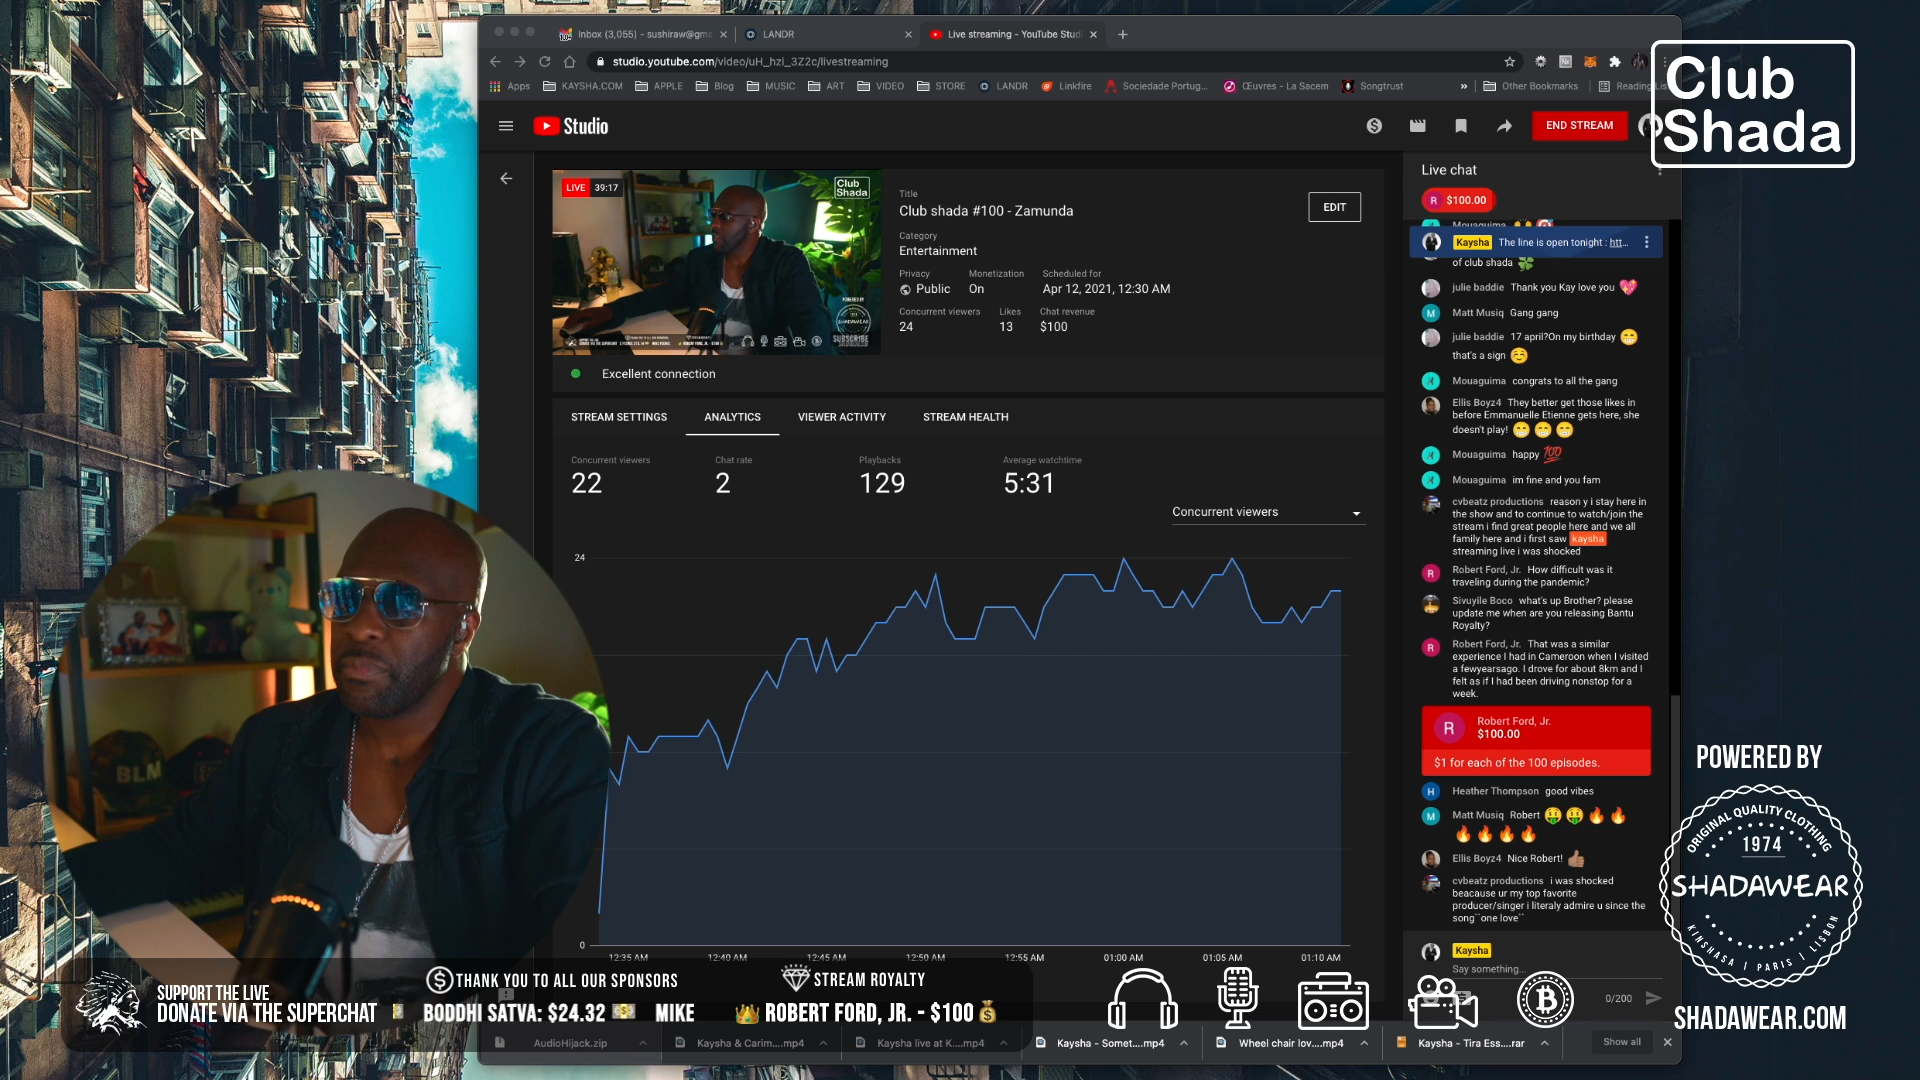 Inbox (3,055) - sushiraw@gm
LANDR
Live streaming - YouTube Stud
studio.youtube.com/video/uH_hzi_3Z2c/livestreaming
Apps
KAYSHA.COM
APPLE
Blog
MUSIC
ART
VIDEO
STORE
LANDR
Linkfire
Sociedade Portug...
Œuvres - La Sacem
Songtrust
»
Other Bookmarks
Reading Lis
Club
Shada
Studio
END STREAM
LIVE 39:17
Club
Shada
Title
Club shada #100 - Zamunda
EDIT
Category
Entertainment
Privacy
Public
Monetization
On
Scheduled for
Apr 12, 2021, 12:30 AM
Concurrent viewers
24
Likes
13
Chat revenue
$100
SUBSCRIBE
Excellent connection
STREAM SETTINGS
ANALYTICS
VIEWER ACTIVITY
STREAM HEALTH
Concurrent viewers
22
Chat rate
2
Playbacks
129
Average watchtime
5:31
Concurrent viewers
24
0
12:35 AM
12:40 AM
12:45 AM
12:50 AM
12:55 AM
01:00 AM
01:05 AM
01:10 AM
Live chat
R $100.00
Mouaguima
Kaysha The line is open tonight : htt...
of club shada
julie baddie Thank you Kay love you
Matt Musiq Gang gang
julie baddie 17 april?On my birthday
that's a sign
Mouaguima congrats to all the gang
Ellis Boyz4 They better get those likes in
before Emmanuelle Etienne gets here, she
doesn't play!
Mouaguima happy 100
Mouaguima im fine and you fam
cvbeatz productions reason y i stay here in
the show and to continue to watch/join the
stream i find great people here and we all
family here and i first saw kaysha
streaming live i was shocked
Robert Ford, Jr. How difficult was it
traveling during the pandemic?
Sivuyile Boco what's up Brother? please
update me when are you releasing Bantu
Royalty?
Robert Ford, Jr. That was a similar
experience I had in Cameroon when I visited
a fewyearsago. I drove for about 8km and I
felt as if I had been driving nonstop for a
week.
R
Robert Ford, Jr.
$100.00
$1 for each of the 100 episodes.
Heather Thompson good vibes
Matt Musiq Robert
Ellis Boyz4 Nice Robert!
cvbeatz productions i was shocked
beacause ur my top favorite
producer/singer i literaly admire u since the
song``one love``
Kaysha
Say something...
0/200
BLM
POWERED BY
ORIGINAL QUALITY CLOTHING
1974
SHADAWEAR
KINSHASA | PARIS | LISBON
SHADAWEAR.COM
SUPPORT THE LIVE
DONATE VIA THE SUPERCHAT
THANK YOU TO ALL OUR SPONSORS
BODDHI SATVA: $24.32 MIKE
STREAM ROYALTY
ROBERT FORD, JR. - $100
AudioHijack.zip
Kaysha & Carim....mp4
Kaysha live at K....mp4
Kaysha - Somet....mp4
Wheel chair lov....mp4
Kaysha - Tira Ess....rar
Show all